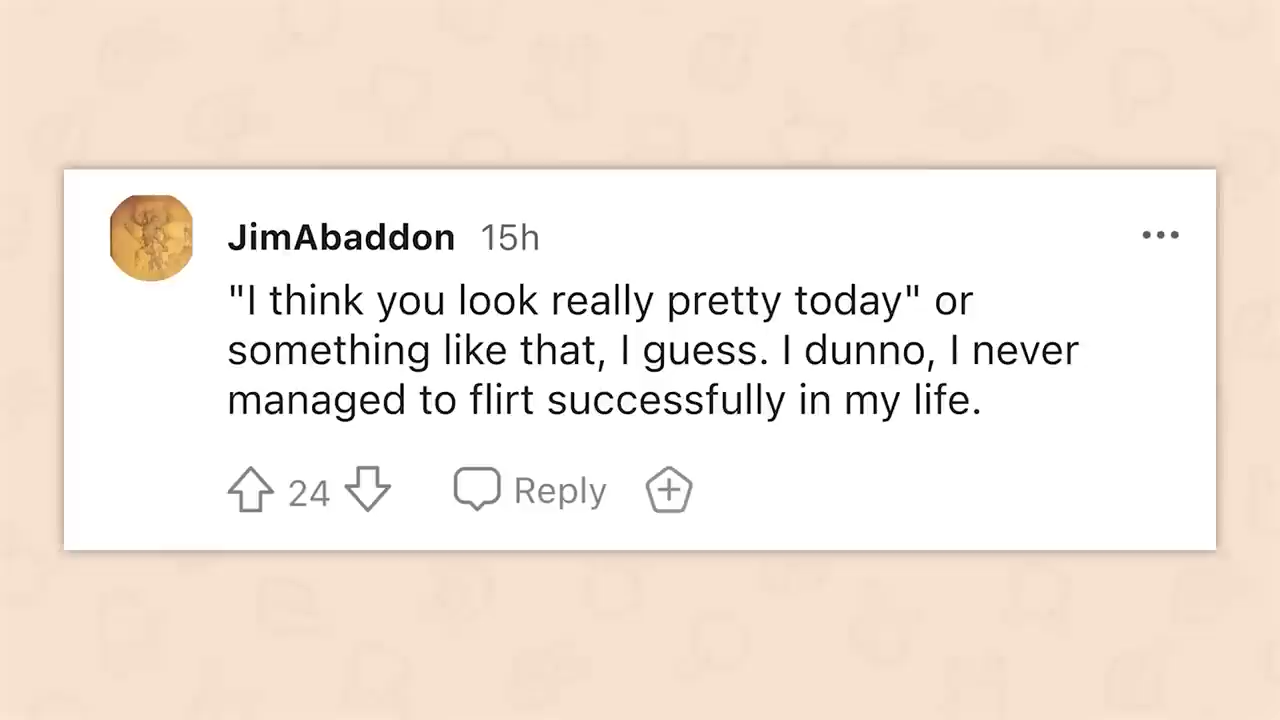 JimAbaddon 15h
"I think you look really pretty today" or
something like that, I guess. I dunno, I never
managed to flirt successfully in my life.
24 Reply